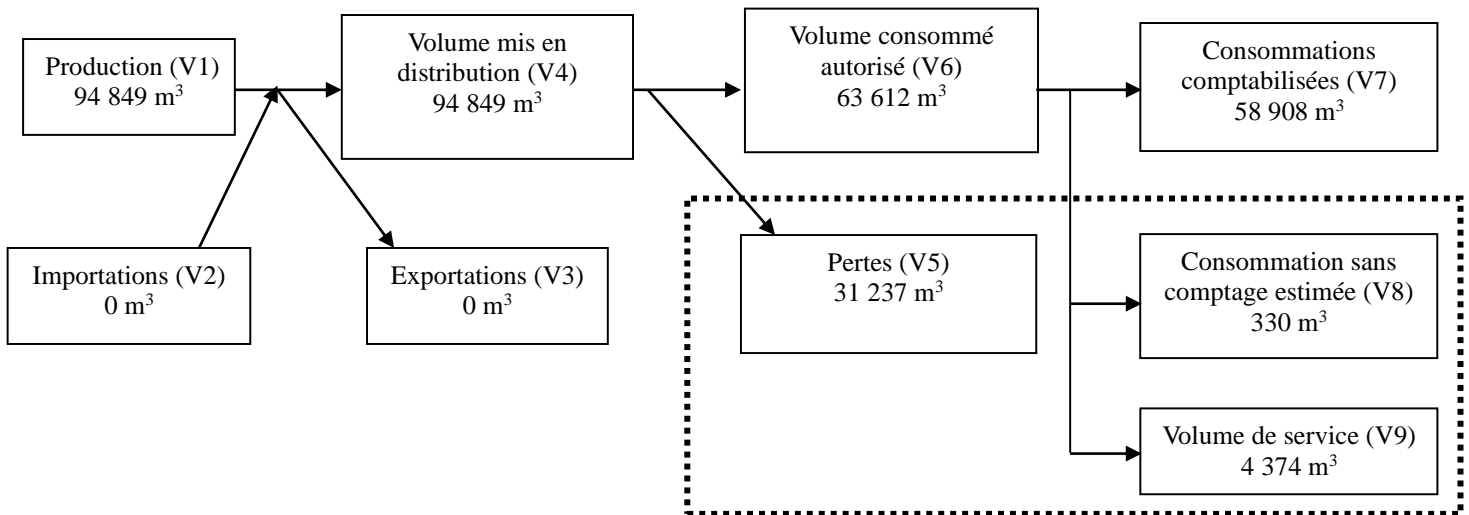 Production (V1)
94 849 m³
Volume mis en
distribution (V4)
94 849 m³
Volume consommé
autorisé (V6)
63 612 m³
Consommations
comptabilisées (V7)
58 908 m³
Importations (V2)
0 m³
Exportations (V3)
0 m³
Pertes (V5)
31 237 m³
Consommation sans
comptage estimée (V8)
330 m³
Volume de service (V9)
4 374 m³